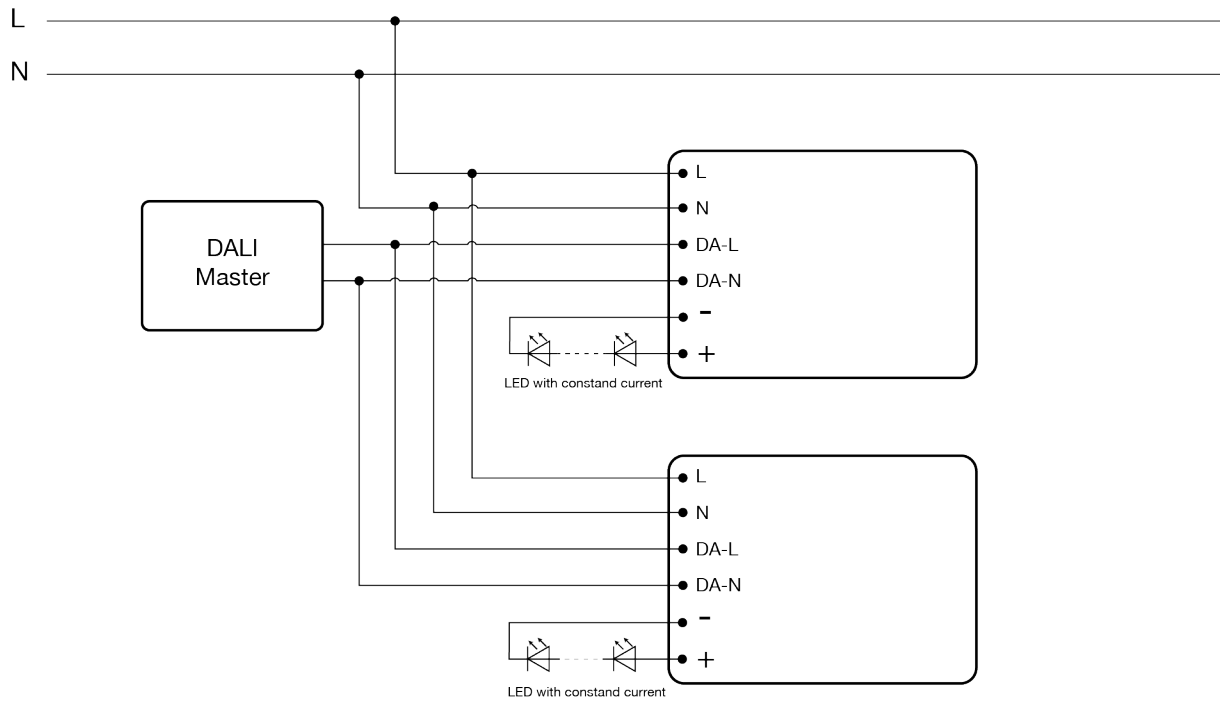 L
N
DALI
Master
L
N
DA-L
DA-N
-
+
LED with constand current
L
N
DA-L
DA-N
-
+
LED with constand current